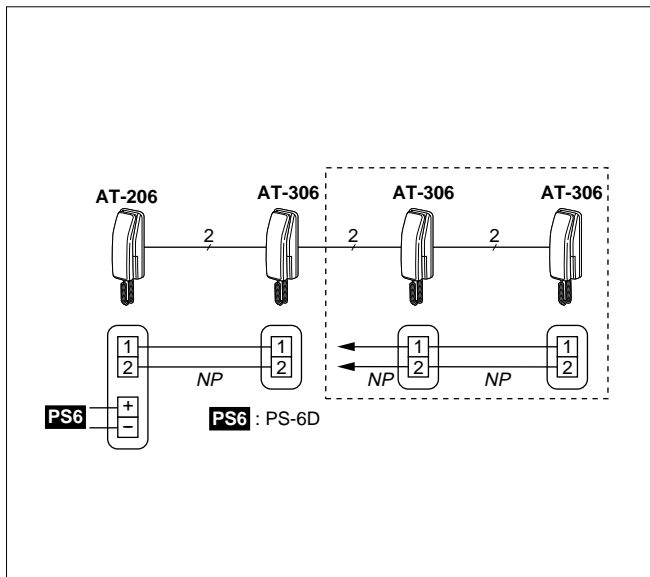 AT-206 AT-306 AT-306 AT-306
2 2 2
1 1 1 1
2 2 2 2
NP NP NP
+
PS6 PS6 : PS-6D
−